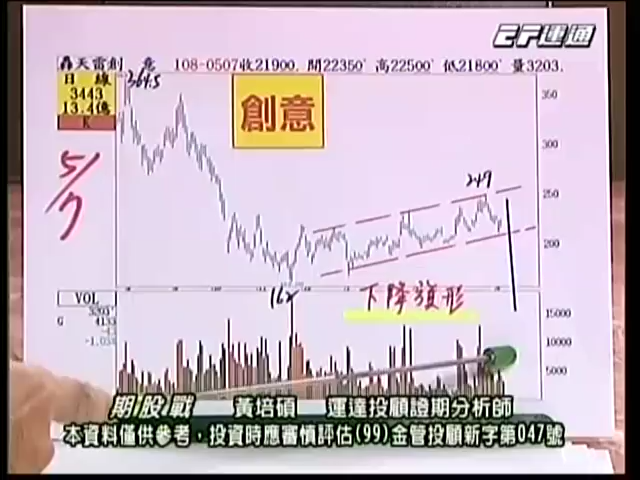 EF運通
轟天雷創 意 108-0507收21900. 開22350' 高22500' 低21800' 量3203.
日 線
3443
13.4億
K
364.5
創意
350
300
250
200
5/7
247
162
下降旗形
VOL
3203'
G 4133
15000
10000
5000
期股戰 黃培碩 運達投顧證期分析師
本資料僅供參考，投資時應審慎評估(99)金管投顧新字第047號